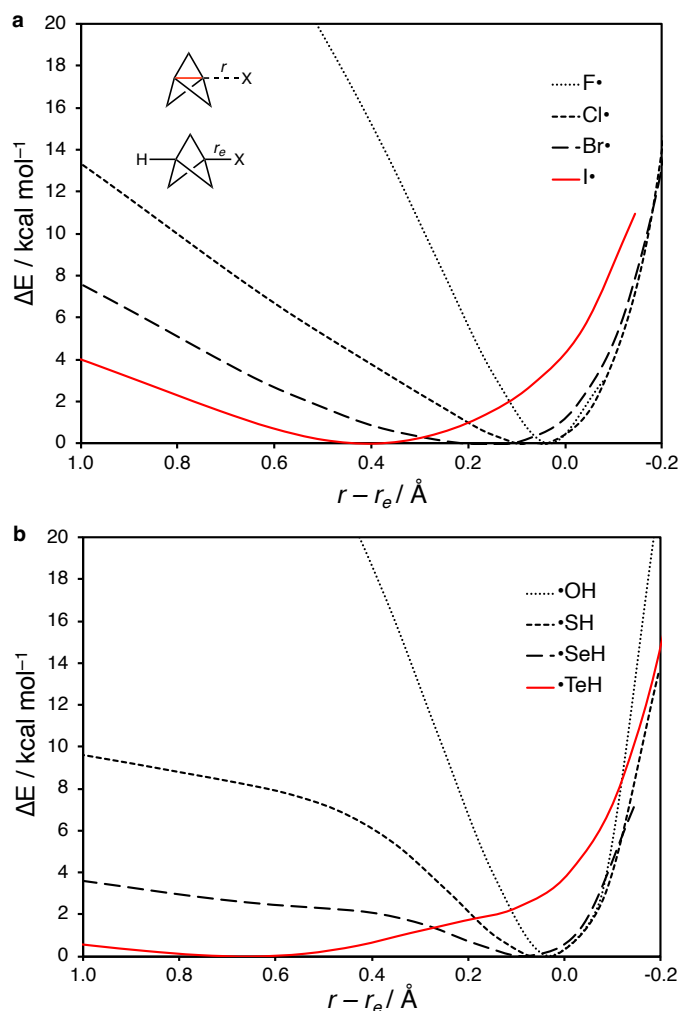 a
20
18
16
14
12
10
8
6
4
2
0
ΔE / kcal mol⁻¹
r
X
H
rₑ
X
F•
Cl•
Br•
I•
1.0 0.8 0.6 0.4 0.2 0.0 -0.2
r – rₑ / Å
b
20
18
16
14
12
10
8
6
4
2
0
ΔE / kcal mol⁻¹
•OH
•SH
•SeH
•TeH
1.0 0.8 0.6 0.4 0.2 0.0 -0.2
r – rₑ / Å